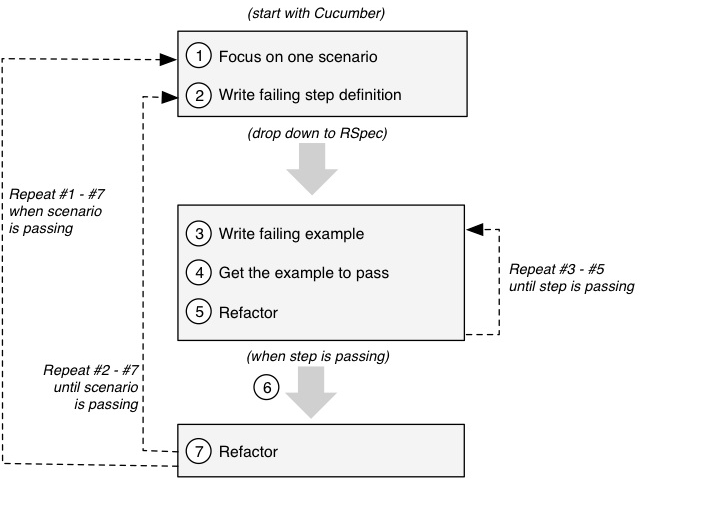 (start with Cucumber)
1 Focus on one scenario
2 Write failing step definition
(drop down to RSpec)
Repeat #1 - #7
when scenario
is passing
3 Write failing example
4 Get the example to pass
5 Refactor
Repeat #3 - #5
until step is passing
(when step is passing)
6
Repeat #2 - #7
until scenario
is passing
7 Refactor